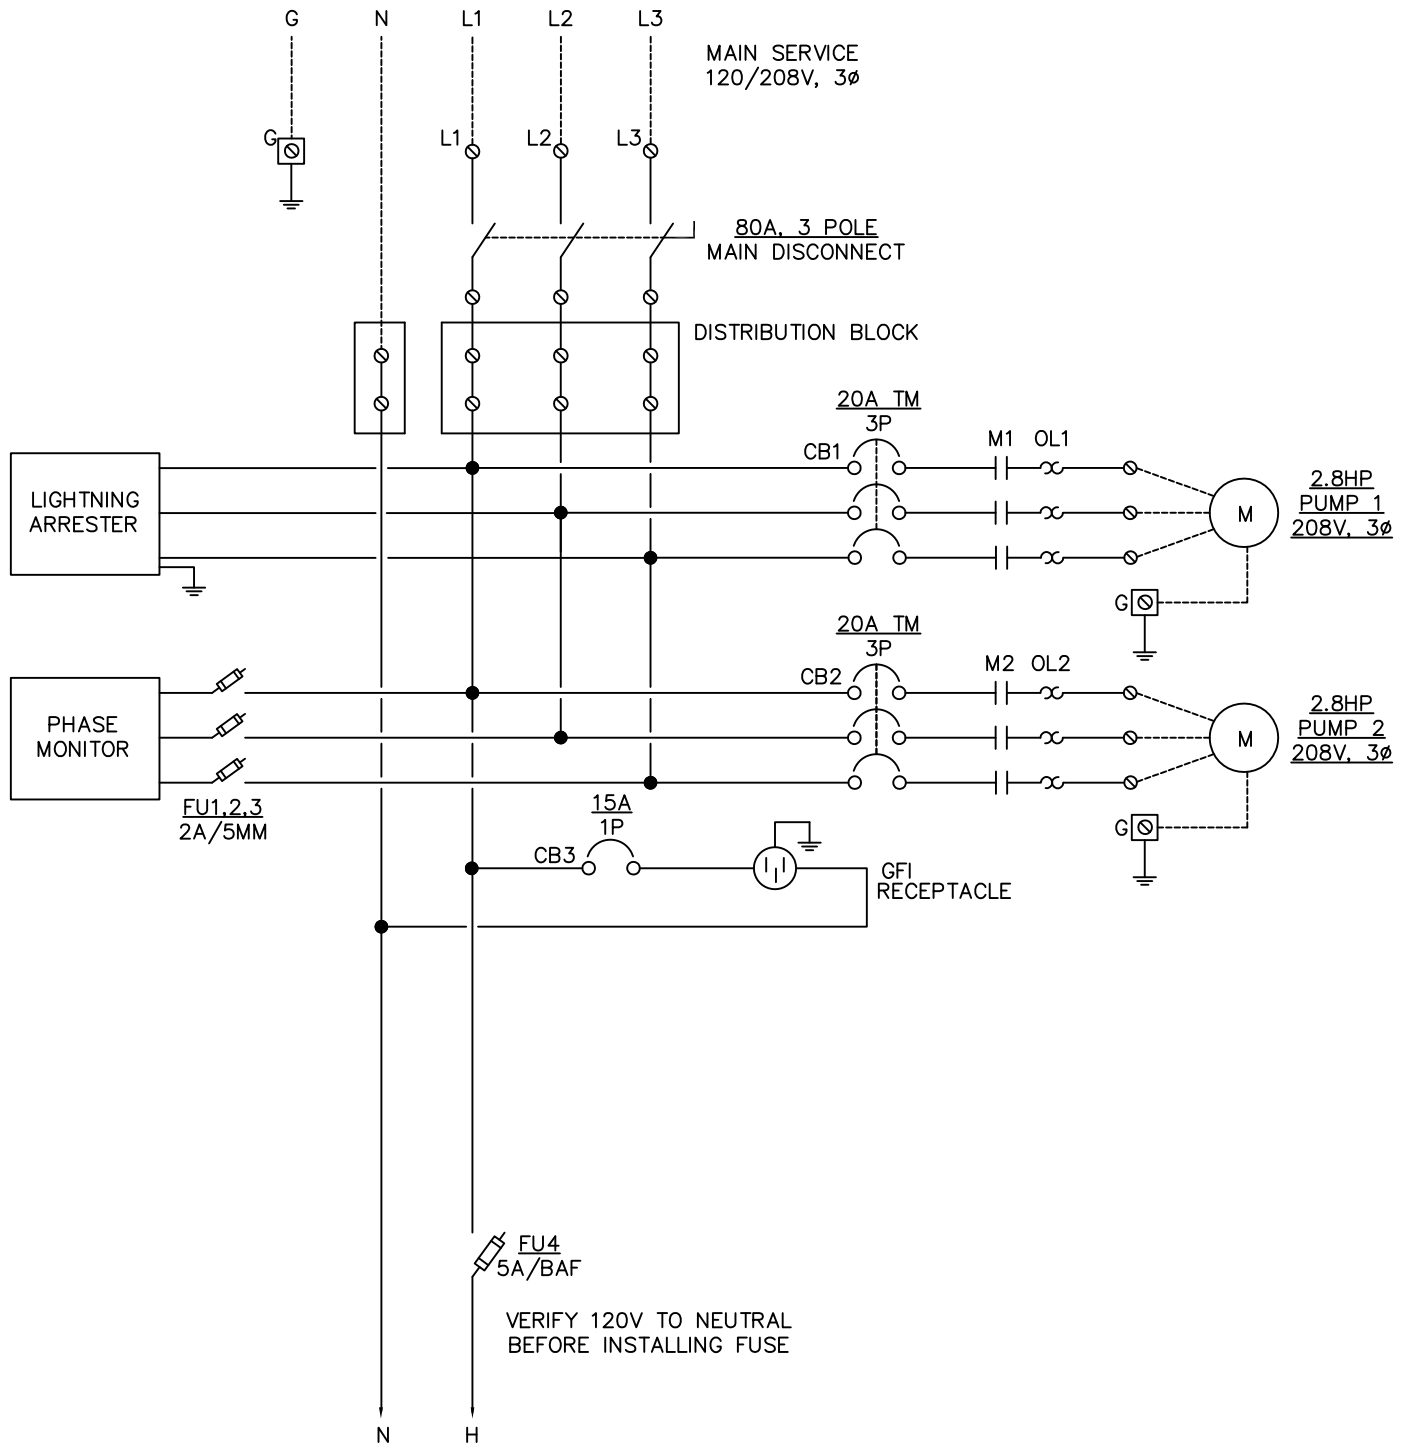 G
N
L1
L2
L3
MAIN SERVICE
120/208V, 3ø
G
L1
L2
L3
80A, 3 POLE
MAIN DISCONNECT
DISTRIBUTION BLOCK
20A TM
3P
CB1
M1
OL1
LIGHTNING
ARRESTER
M
2.8HP
PUMP 1
208V, 3ø
G
20A TM
3P
CB2
M2
OL2
PHASE
MONITOR
M
2.8HP
PUMP 2
208V, 3ø
FU1,2,3
2A/5MM
15A
1P
CB3
G
GFI
RECEPTACLE
FU4
5A/BAF
VERIFY 120V TO NEUTRAL
BEFORE INSTALLING FUSE
N
H